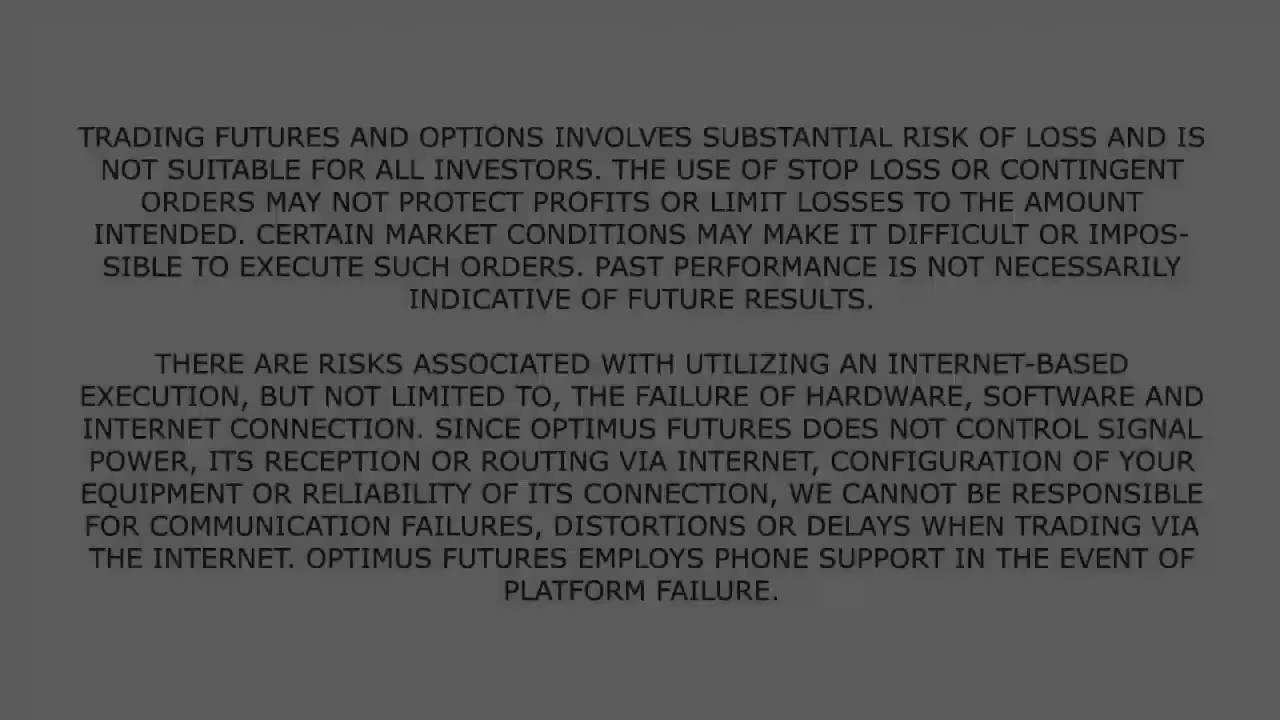 TRADING FUTURES AND OPTIONS INVOLVES SUBSTANTIAL RISK OF LOSS AND IS
NOT SUITABLE FOR ALL INVESTORS. THE USE OF STOP LOSS OR CONTINGENT
ORDERS MAY NOT PROTECT PROFITS OR LIMIT LOSSES TO THE AMOUNT
INTENDED. CERTAIN MARKET CONDITIONS MAY MAKE IT DIFFICULT OR IMPOS-
SIBLE TO EXECUTE SUCH ORDERS. PAST PERFORMANCE IS NOT NECESSARILY
INDICATIVE OF FUTURE RESULTS.
THERE ARE RISKS ASSOCIATED WITH UTILIZING AN INTERNET-BASED
EXECUTION, BUT NOT LIMITED TO, THE FAILURE OF HARDWARE, SOFTWARE AND
INTERNET CONNECTION. SINCE OPTIMUS FUTURES DOES NOT CONTROL SIGNAL
POWER, ITS RECEPTION OR ROUTING VIA INTERNET, CONFIGURATION OF YOUR
EQUIPMENT OR RELIABILITY OF ITS CONNECTION, WE CANNOT BE RESPONSIBLE
FOR COMMUNICATION FAILURES, DISTORTIONS OR DELAYS WHEN TRADING VIA
THE INTERNET. OPTIMUS FUTURES EMPLOYS PHONE SUPPORT IN THE EVENT OF
PLATFORM FAILURE.